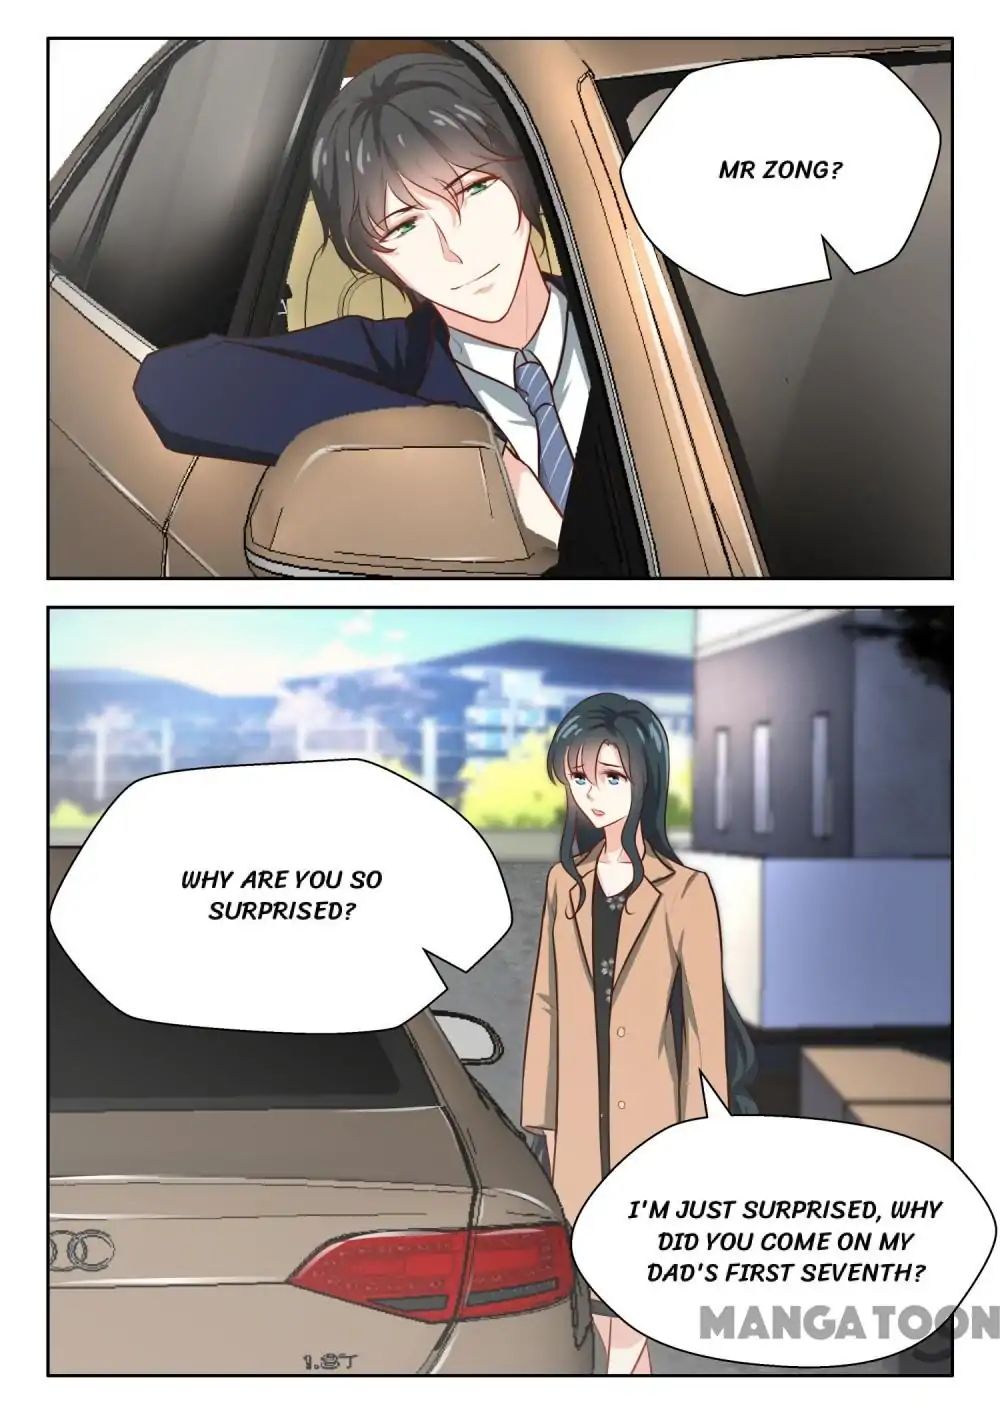 MR ZONG?
WHY ARE YOU SO
SURPRISED?
I'M JUST SURPRISED, WHY
DID YOU COME ON MY
DAD'S FIRST SEVENTH?
MANGATOON
1.8T